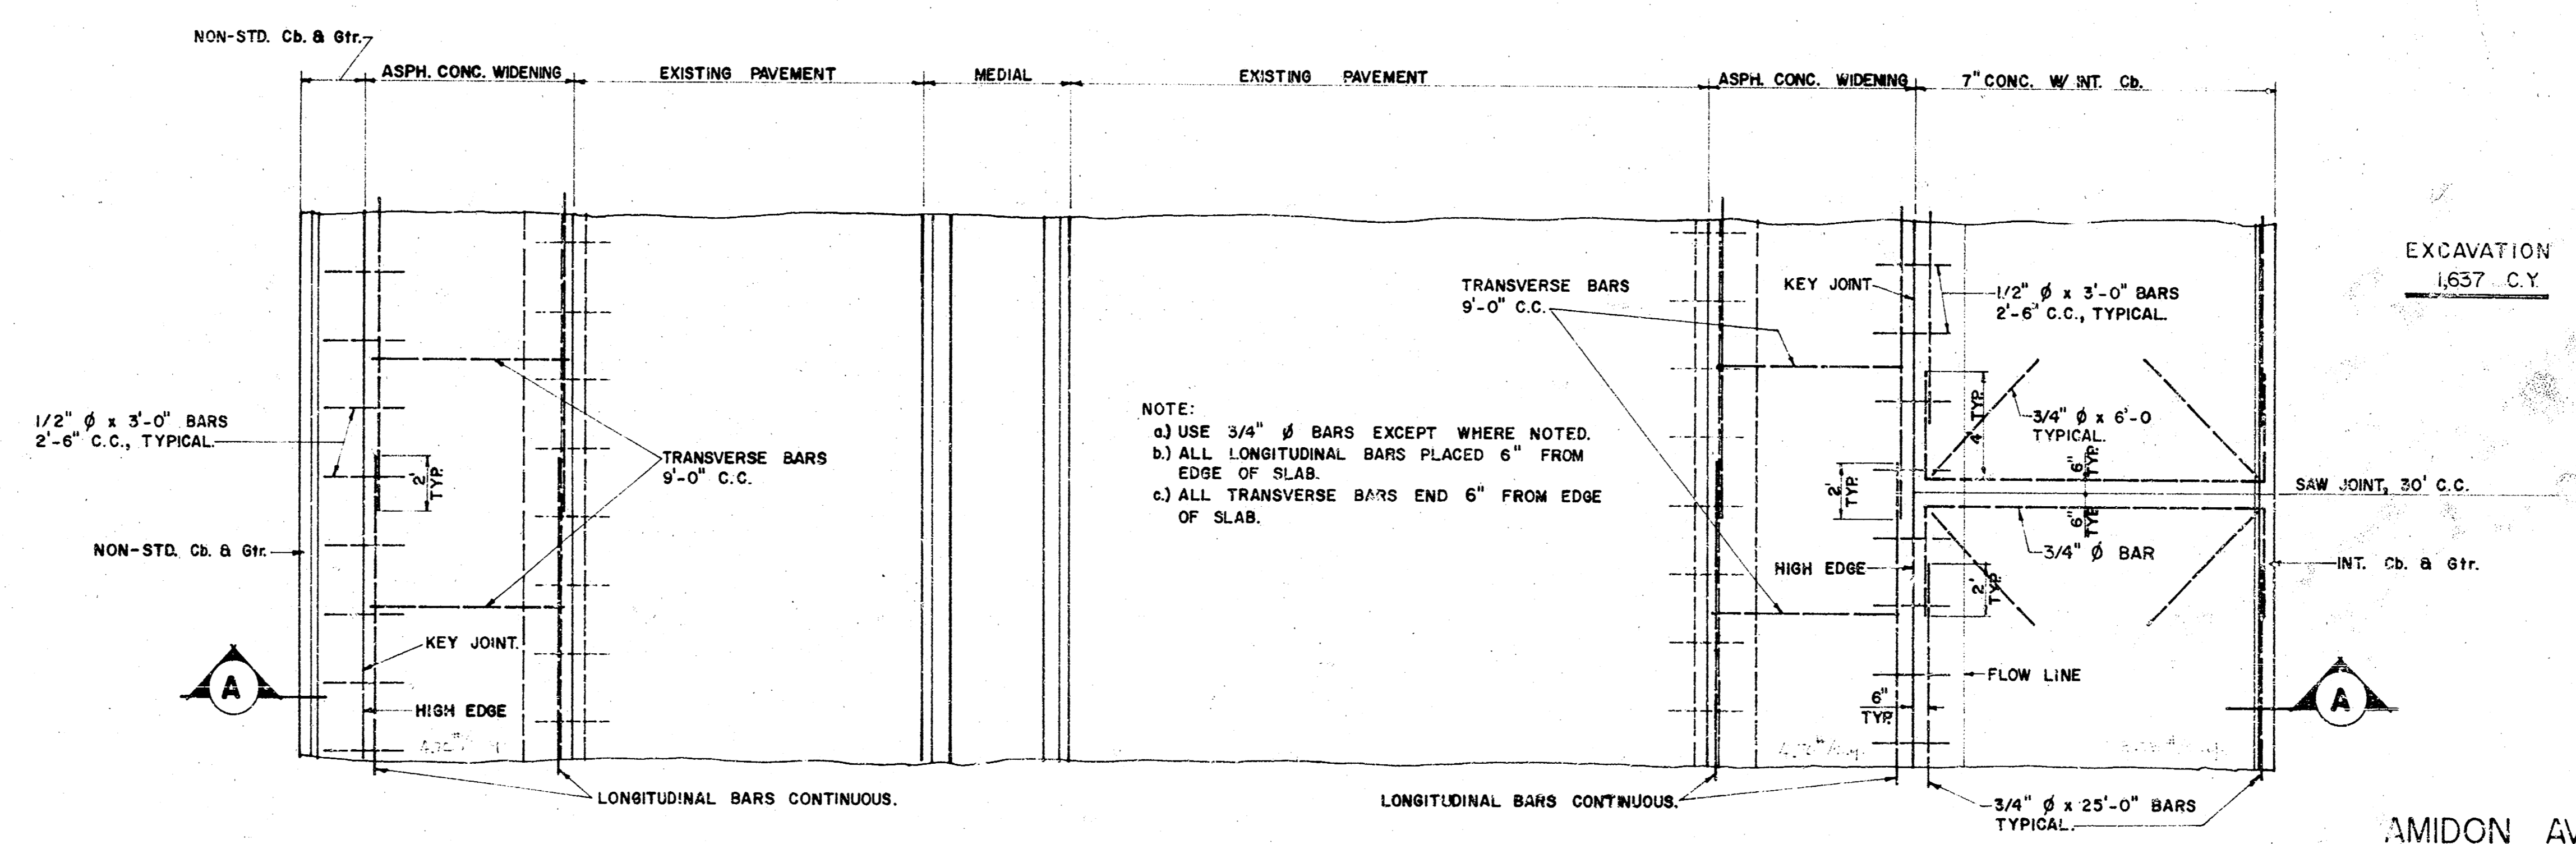 NON-STD. Cb. & Gtr.
ASPH. CONC. WIDENING
EXISTING PAVEMENT
MEDIAL
EXISTING PAVEMENT
ASPH. CONC. WIDENING
7" CONC. W/ INT. Cb.
EXCAVATION
1,637 C.Y.
TRANSVERSE BARS
9'-0" C.C.
KEY JOINT
1/2" ϕ x 3'-0" BARS
2'-6" C.C., TYPICAL.
1/2" ϕ x 3'-0" BARS
2'-6" C.C., TYPICAL.
2'
TYP.
TRANSVERSE BARS
9'-0" C.C.
NOTE:
a.) USE 3/4" ϕ BARS EXCEPT WHERE NOTED.
b.) ALL LONGITUDINAL BARS PLACED 6" FROM
EDGE OF SLAB.
c.) ALL TRANSVERSE BARS END 6" FROM EDGE
OF SLAB.
2'
TYP.
4'
TYP.
3/4" ϕ x 6'-0
TYPICAL.
6"
TYP.
SAW JOINT, 30' C.C.
6"
TYP.
3/4" ϕ BAR
NON-STD. Cb. & Gtr.
HIGH EDGE
2'
TYP.
INT. Cb. & Gtr.
KEY JOINT.
A
HIGH EDGE
FLOW LINE
6"
TYP.
A
LONGITUDINAL BARS CONTINUOUS.
LONGITUDINAL BARS CONTINUOUS.
3/4" ϕ x 25'-0" BARS
TYPICAL.
AMIDON AV